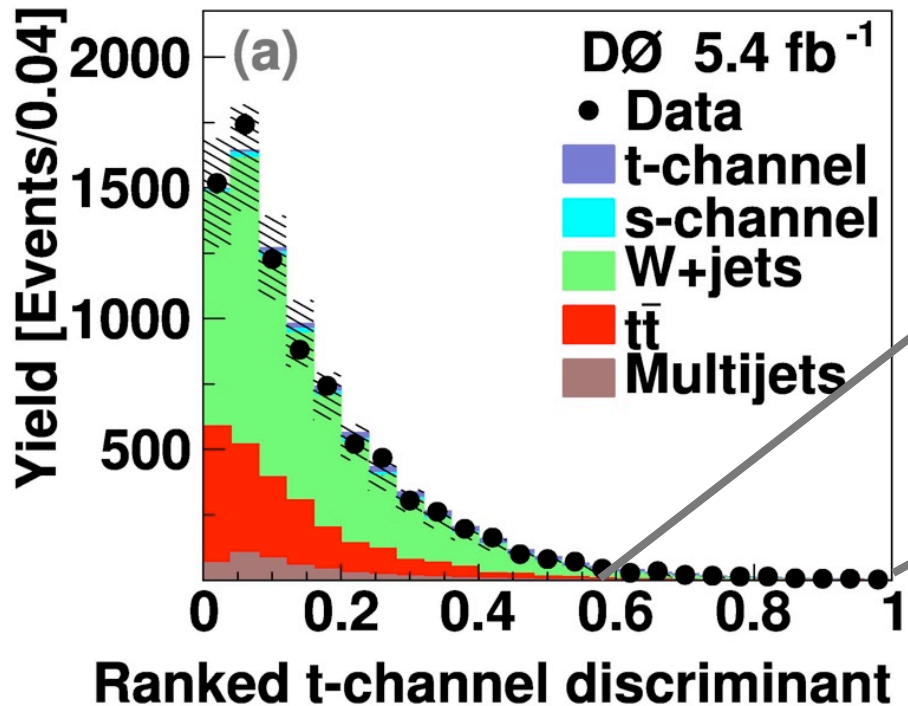 Yield [Events/0.04]
2000
1500
1000
500
(a)
DØ 5.4 fb⁻¹
Data
t-channel
s-channel
W+jets
tt̄
Multijets
0 0.2 0.4 0.6 0.8 1
Ranked t-channel discriminant